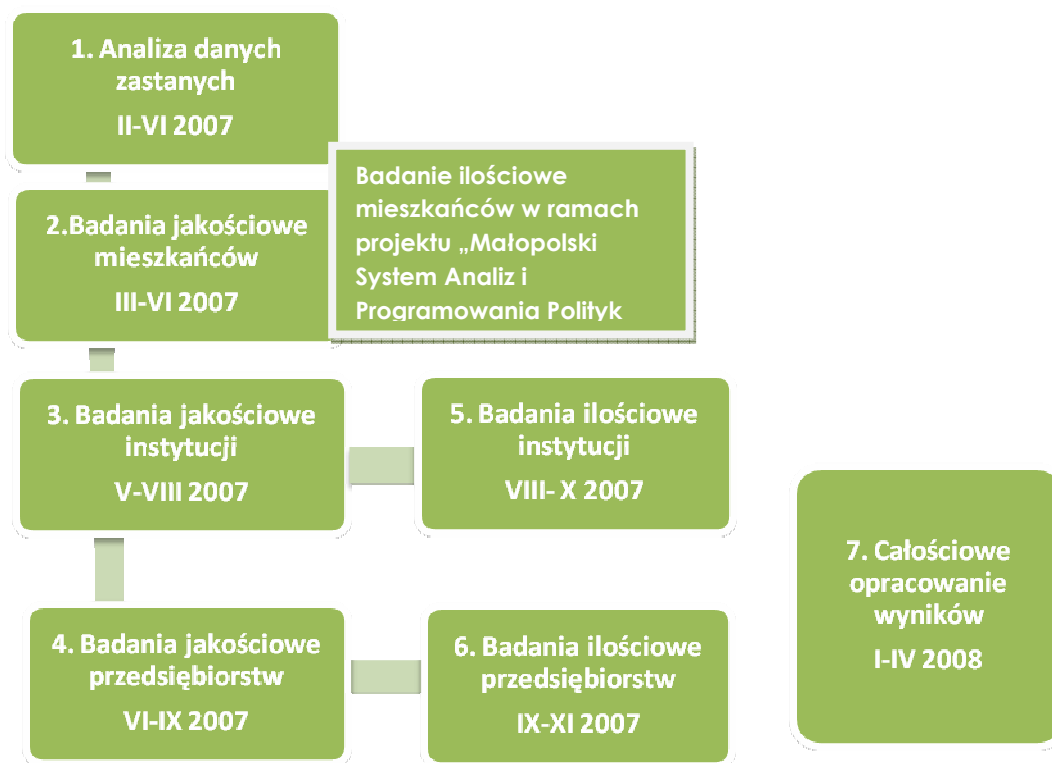 1. Analiza danych
zastanych
II-VI 2007
Badanie ilościowe
mieszkańców w ramach
projektu „Małopolski
System Analiz i
Programowania Polityk
2.Badania jakościowe
mieszkańców
III-VI 2007
3. Badania jakościowe
instytucji
V-VIII 2007
5. Badania ilościowe
instytucji
VIII- X 2007
4. Badania jakościowe
przedsiębiorstw
VI-IX 2007
6. Badania ilościowe
przedsiębiorstw
IX-XI 2007
7. Całościowe
opracowanie
wyników
I-IV 2008